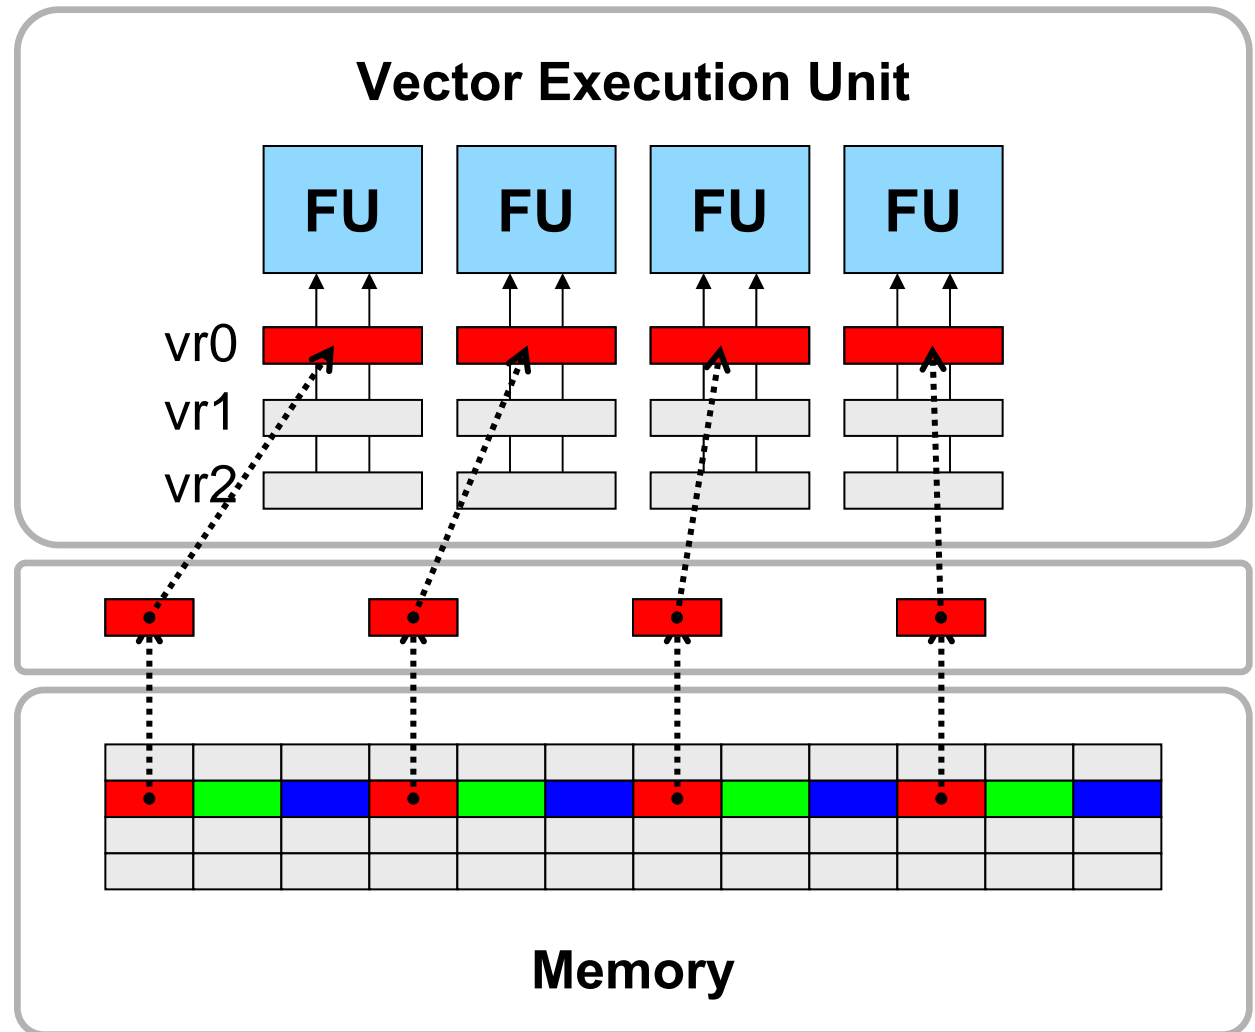 Vector Execution Unit
FU FU FU FU
vr0
vr1
vr2
Memory